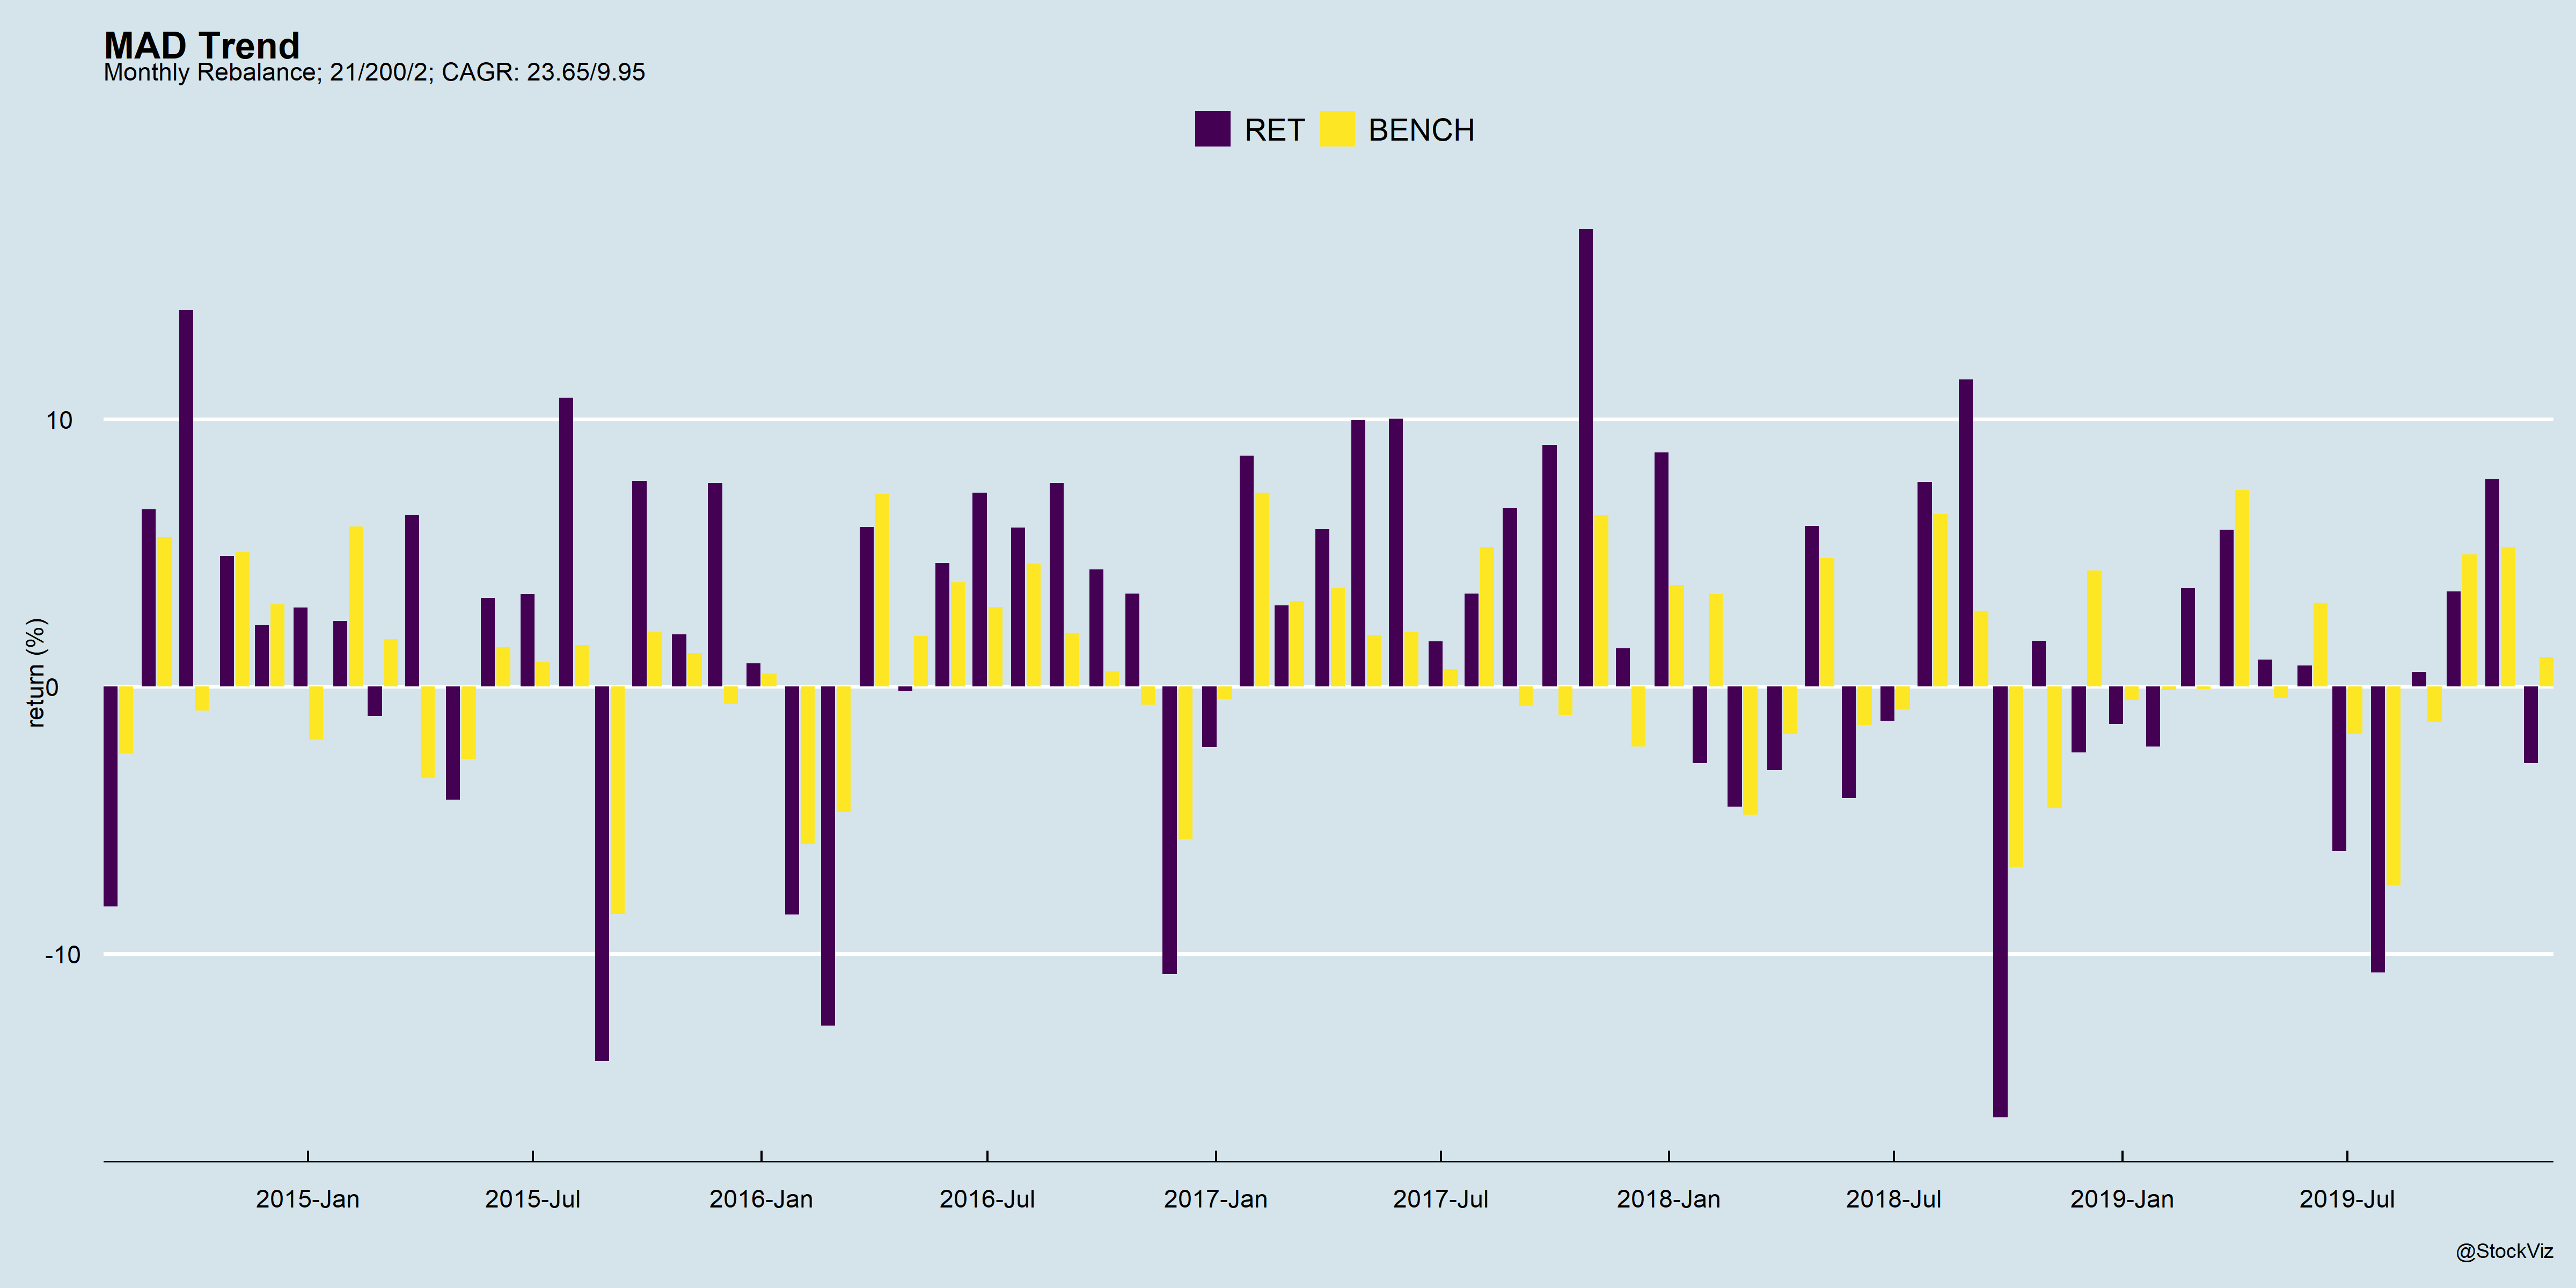 MAD Trend
Monthly Rebalance; 21/200/2; CAGR: 23.65/9.95
RET BENCH
10
0
-10
return (%)
2015-Jan 2015-Jul 2016-Jan 2016-Jul 2017-Jan 2017-Jul 2018-Jan 2018-Jul 2019-Jan 2019-Jul
@StockViz